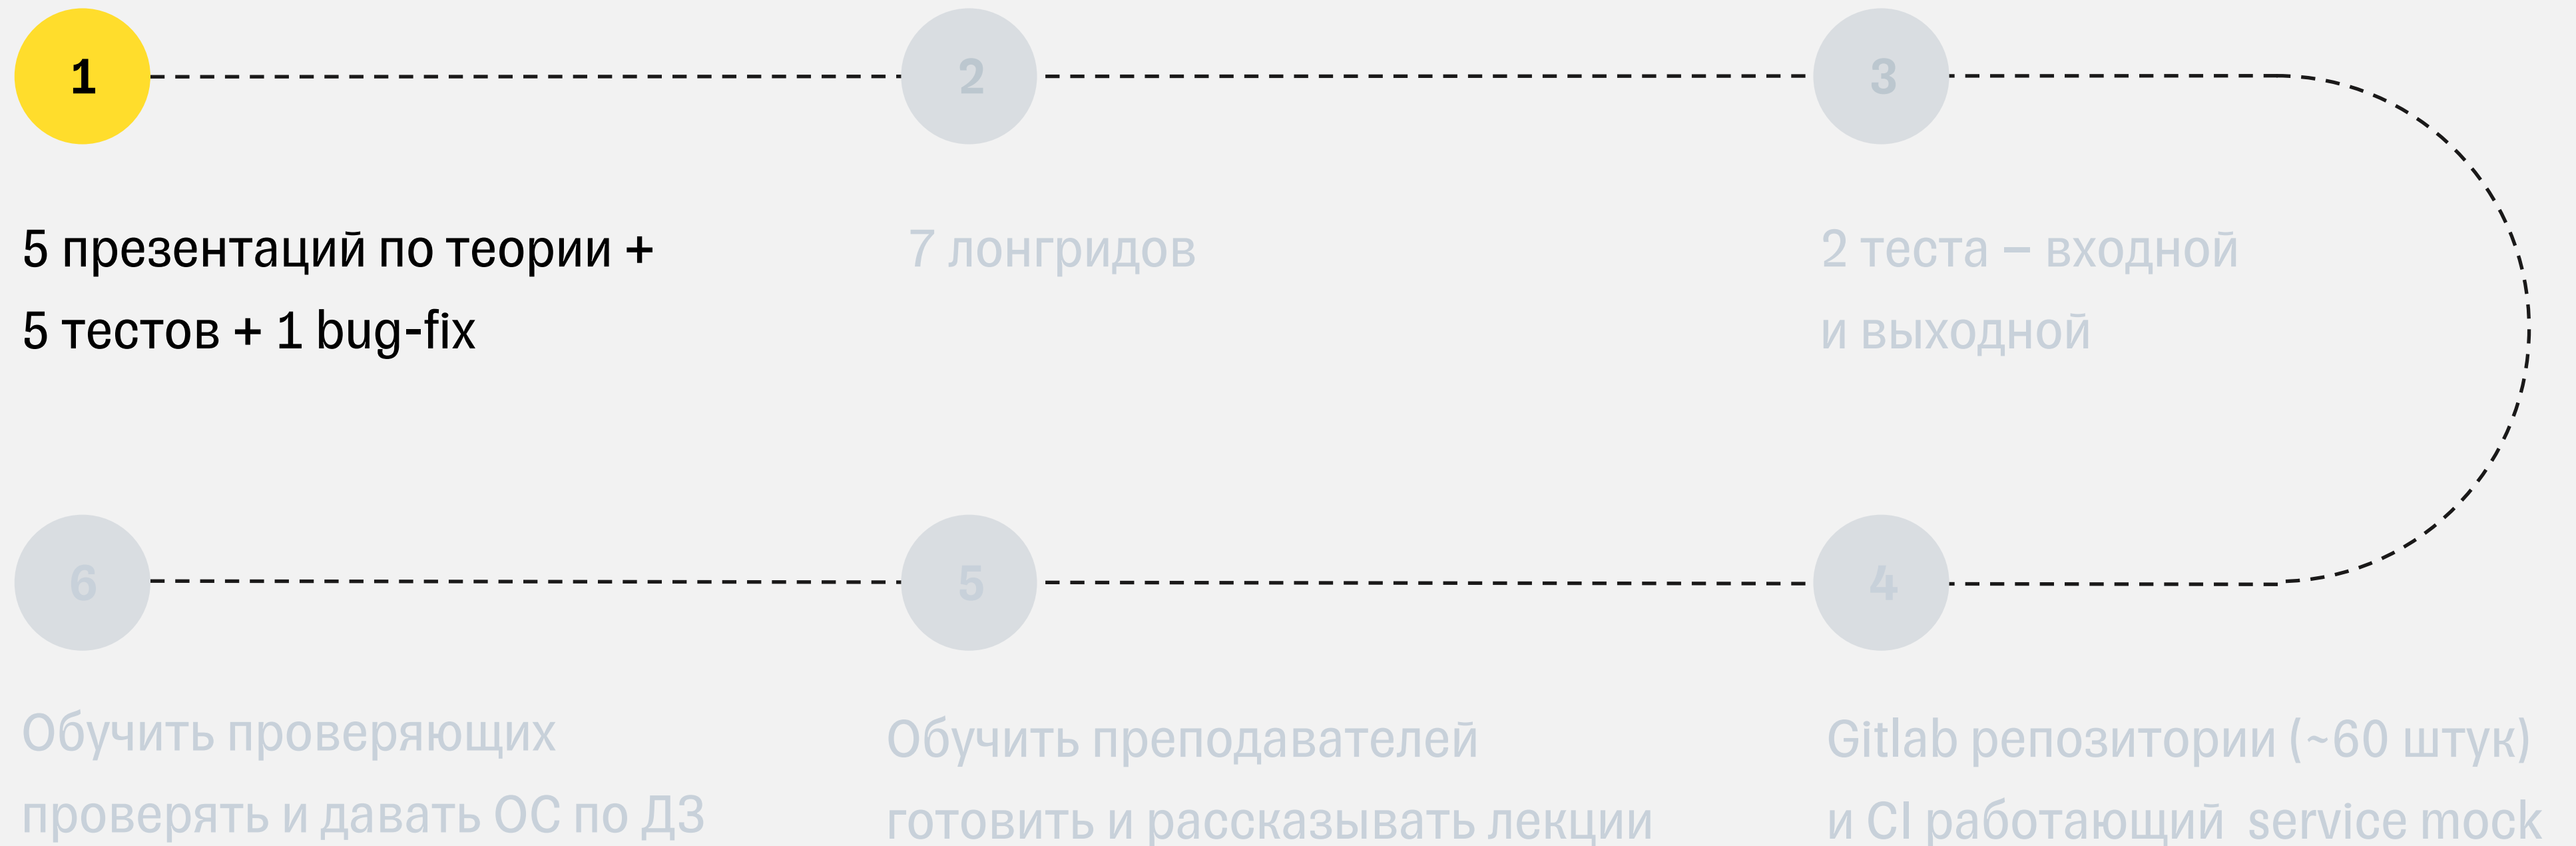 1
2
3
5 презентаций по теории +
5 тестов + 1 bug-fix
7 лонгридов
2 теста – входной
и выходной
6
5
4
Обучить проверяющих
проверять и давать ОС по ДЗ
Обучить преподавателей
готовить и рассказывать лекции
Gitlab репозитории (~60 штук)
и CI работающий service mock